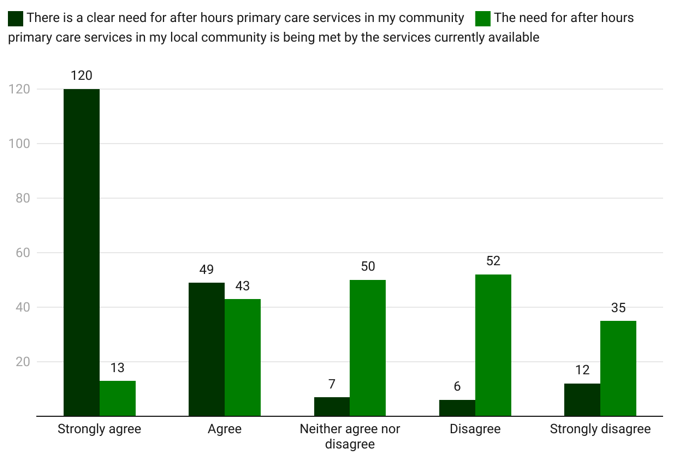 There is a clear need for after hours primary care services in my community The need for after hours
primary care services in my local community is being met by the services currently available
120
120
100
80
60
40
20
13
49
43
7
50
6
52
12
35
Strongly agree
Agree
Neither agree nor
disagree
Disagree
Strongly disagree